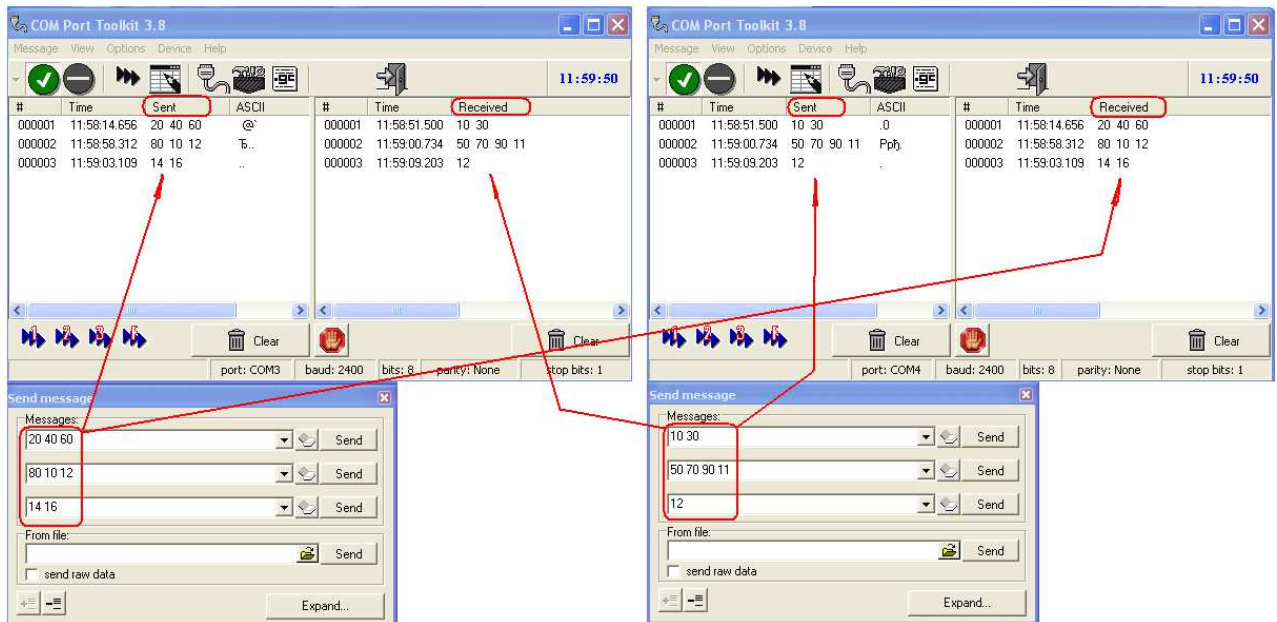 COM Port Toolkit 3.8
Message View Options Device Help
11:59:50
# Time Sent ASCII # Time Received
000001 11:58:14.656 20 40 60 @` 000001 11:58:51.500 10 30
000002 11:58:58.312 80 10 12 Ђ.. 000002 11:59:00.734 50 70 90 11
000003 11:59:03.109 14 16 .. 000003 11:59:09.203 12
Clear Clear
port: COM3 baud: 2400 bits: 8 parity: None stop bits: 1
Send message
Messages:
20 40 60 Send
80 10 12 Send
14 16 Send
From file:
Send
send raw data
Expand...
COM Port Toolkit 3.8
Message View Options Device Help
11:59:50
# Time Sent ASCII # Time Received
000001 11:58:51.500 10 30 .0 000001 11:58:14.656 20 40 60
000002 11:59:00.734 50 70 90 11 Ppђ. 000002 11:58:58.312 80 10 12
000003 11:59:09.203 12 . 000003 11:59:03.109 14 16
Clear Clear
port: COM4 baud: 2400 bits: 8 parity: None stop bits: 1
Send message
Messages:
10 30 Send
50 70 90 11 Send
12 Send
From file:
Send
send raw data
Expand...